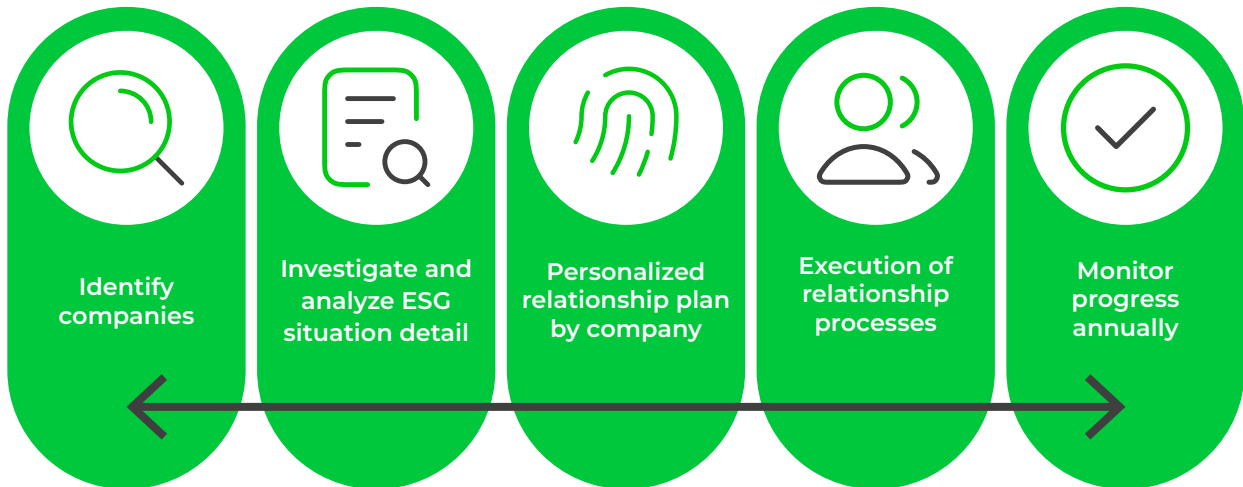 Identify
companies
Investigate and
analyze ESG
situation detail
Personalized
relationship plan
by company
Execution of
relationship
processes
Monitor
progress
annually